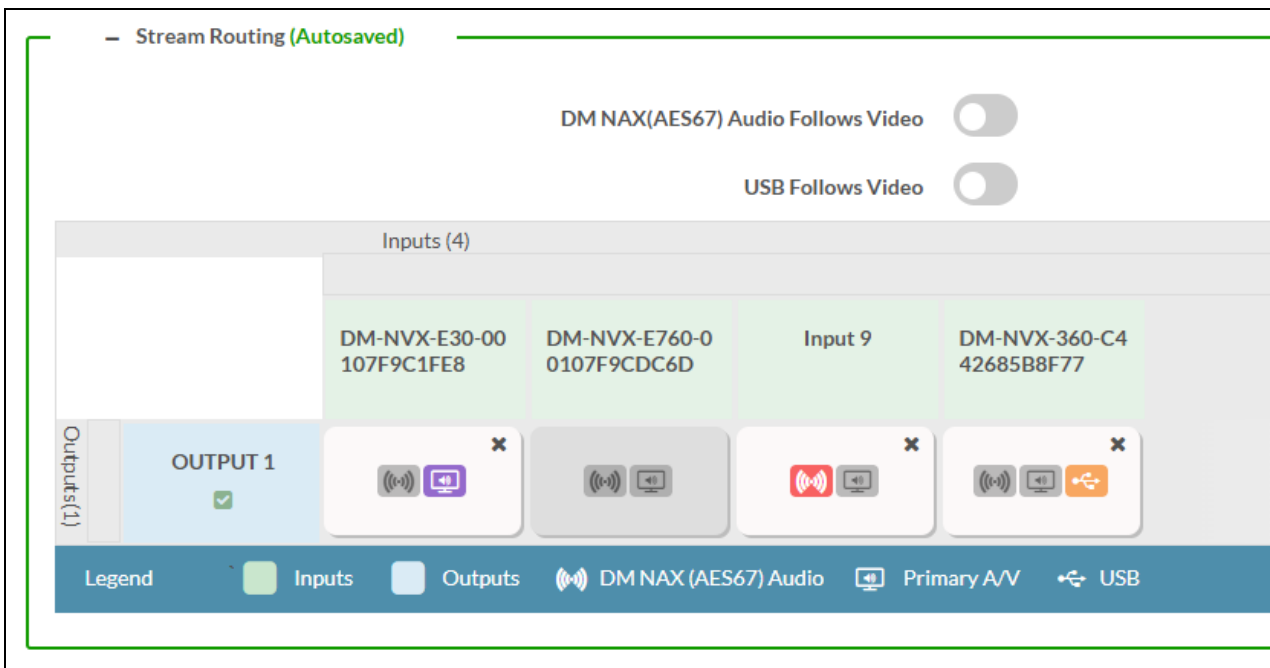 – Stream Routing (Autosaved)
DM NAX(AES67) Audio Follows Video
USB Follows Video
Inputs (4)
DM-NVX-E30-00
107F9C1FE8
DM-NVX-E760-0
0107F9CDC6D
Input 9
DM-NVX-360-C4
42685B8F77
Outputs(1)
OUTPUT 1
Legend
Inputs
Outputs
DM NAX (AES67) Audio
Primary A/V
USB